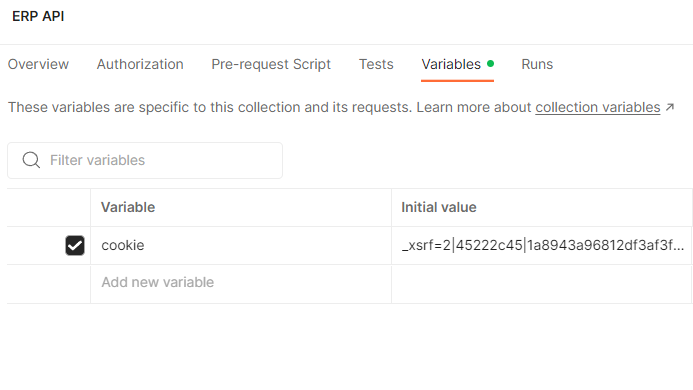 ERP API
Overview Authorization Pre-request Script Tests Variables Runs
These variables are specific to this collection and its requests. Learn more about collection variables ↗
Filter variables
Variable Initial value
cookie _xsrf=2|45222c45|1a8943a96812df3af3f...
Add new variable